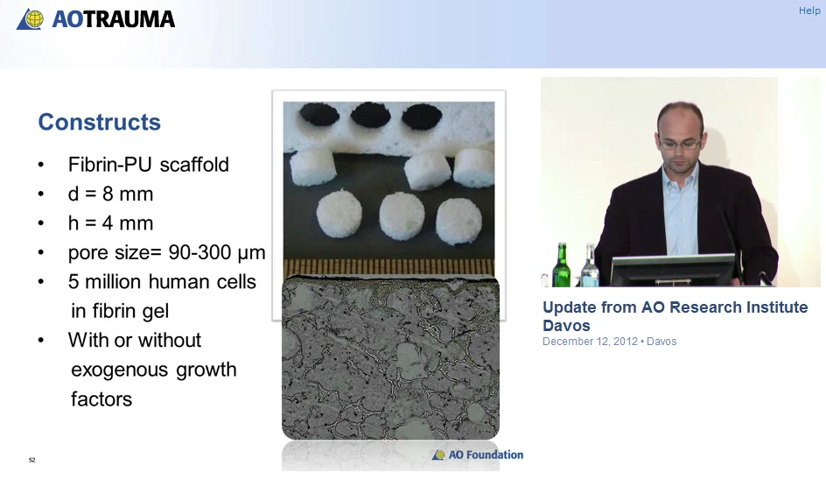 AOTRAUMA
Help
Constructs
• Fibrin-PU scaffold
• d = 8 mm
• h = 4 mm
• pore size= 90-300 µm
• 5 million human cells
in fibrin gel
• With or without
exogenous growth
factors
Update from AO Research Institute
Davos
December 12, 2012 • Davos
52
AO Foundation